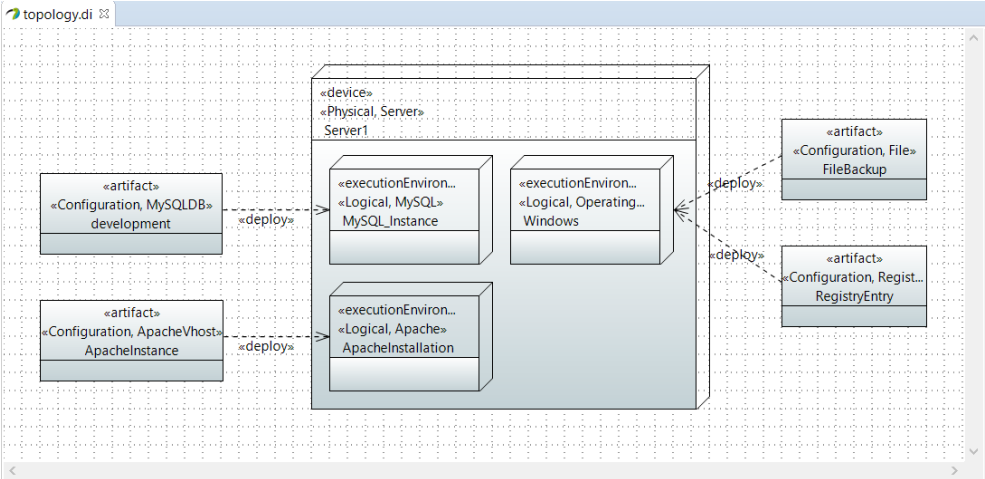 topology.di
«device»
«Physical, Server»
Server1
«artifact»
«Configuration, MySQLDB»
development
«deploy»
«executionEnviron...
«Logical, MySQL»
MySQL_Instance
«executionEnviron...
«Logical, Operating...
Windows
«deploy»
«artifact»
«Configuration, File»
FileBackup
«artifact»
«Configuration, ApacheVhost»
ApacheInstance
«deploy»
«executionEnviron...
«Logical, Apache»
ApacheInstallation
«deploy»
«artifact»
«Configuration, Regist...
RegistryEntry